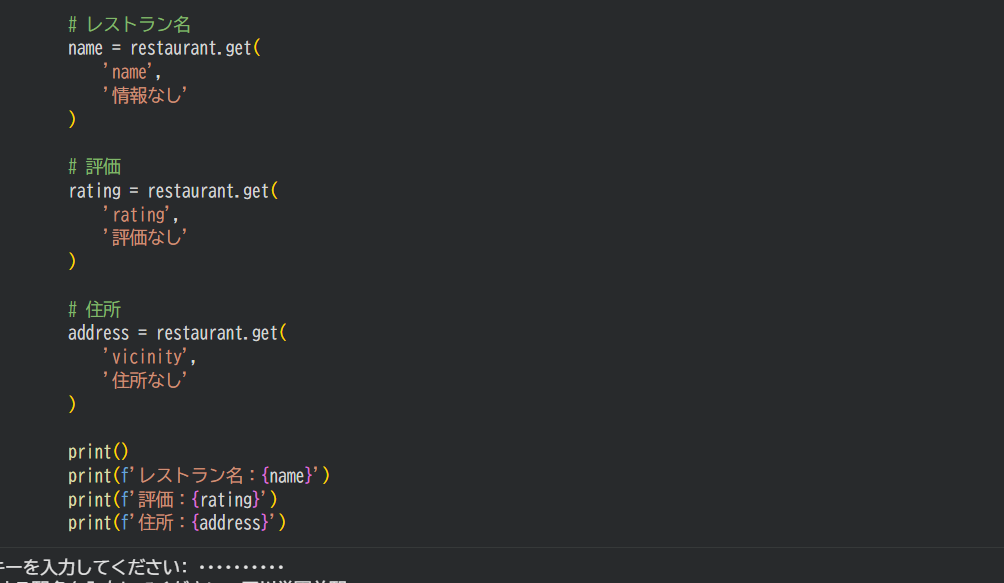 # レストラン名
name = restaurant.get(
'name',
'情報なし'
)
# 評価
rating = restaurant.get(
'rating',
'評価なし'
)
# 住所
address = restaurant.get(
'vicinity',
'住所なし'
)
print()
print(f'レストラン名：{name}')
print(f'評価：{rating}')
print(f'住所：{address}')
キーを入力してください: ··········